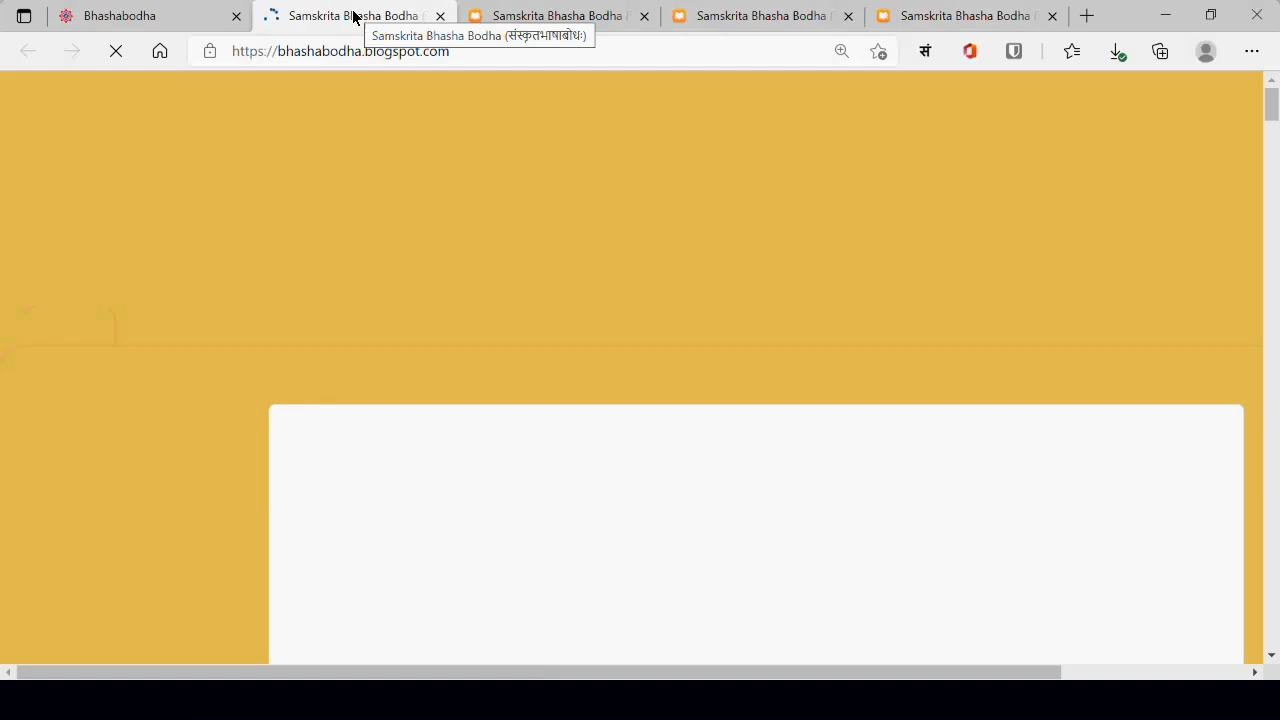 Bhashabodha
Samskrita Bhasha Bodha
Samskrita Bhasha Bodha
Samskrita Bhasha Bodha
Samskrita Bhasha Bodha
Samskrita Bhasha Bodha (संस्कृतभाषाबोधः)
https://bhashabodha.blogspot.com
सं